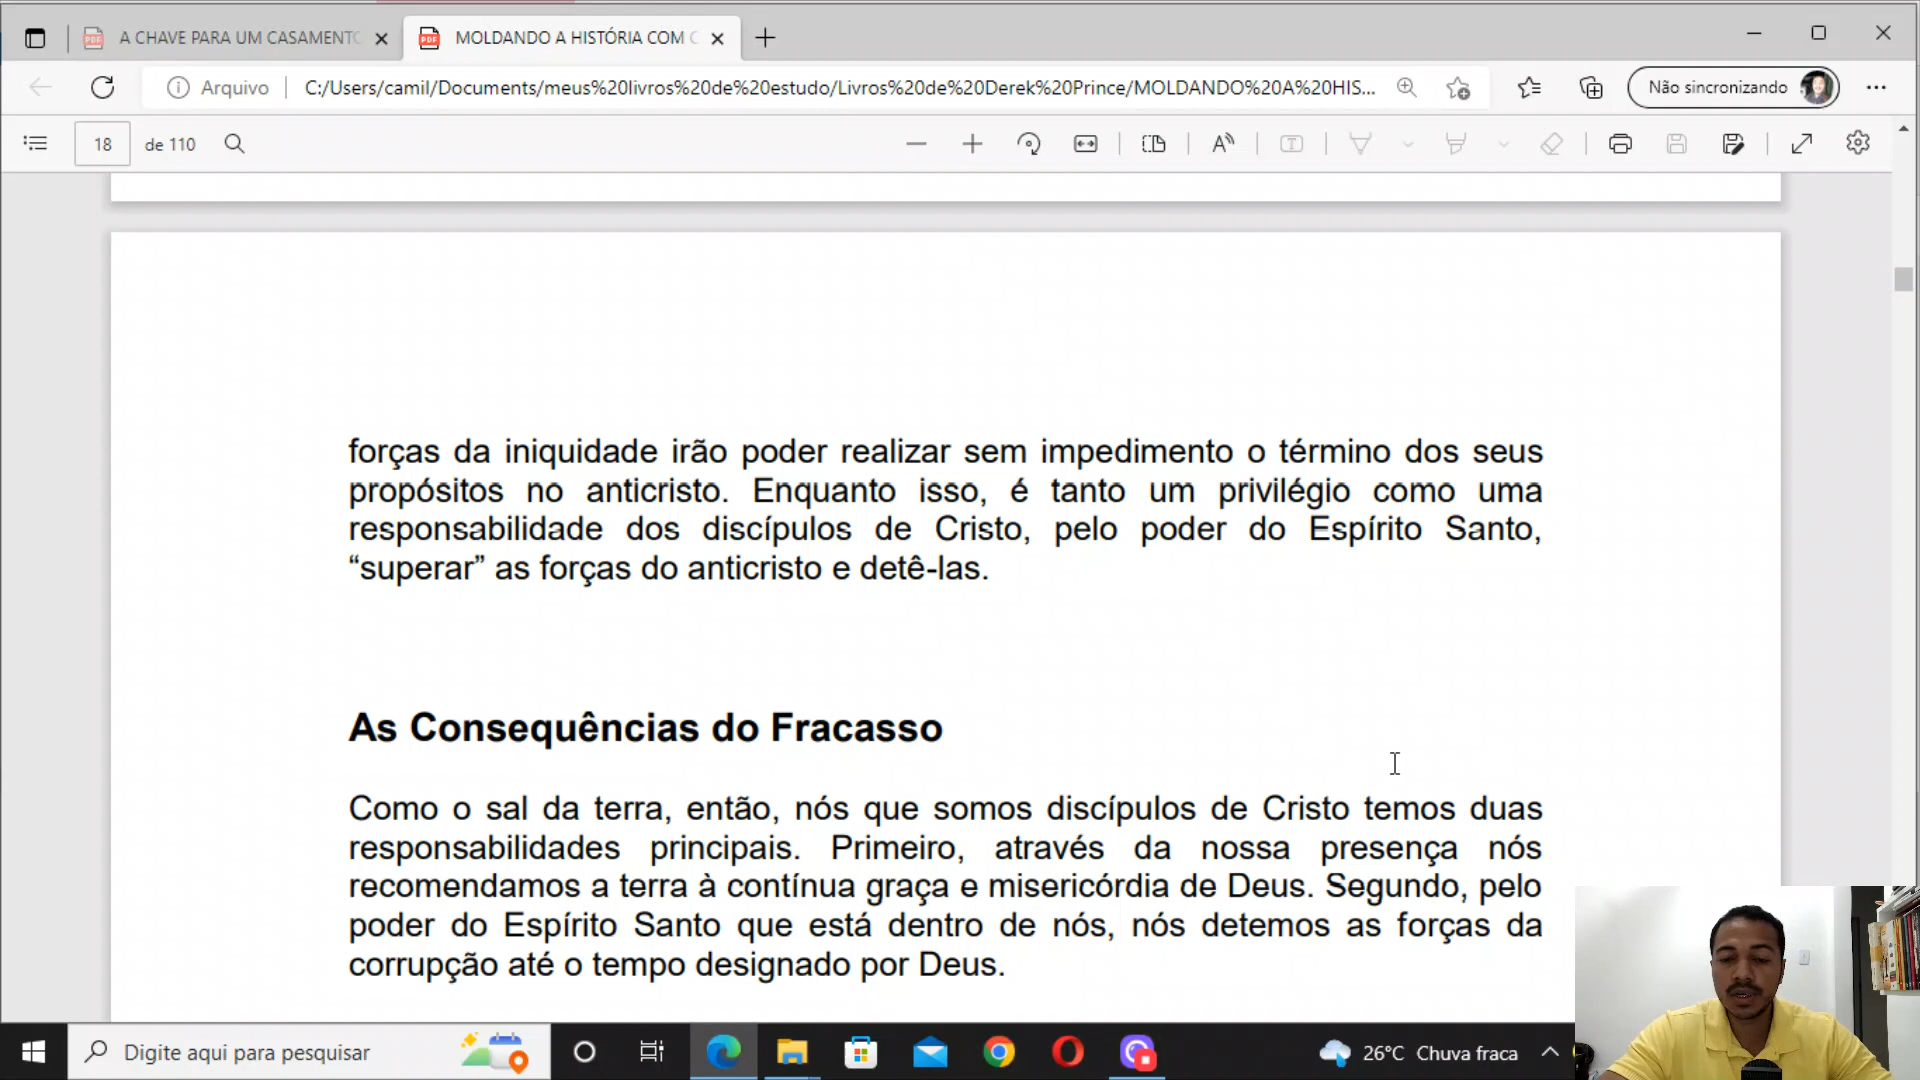 A CHAVE PARA UM CASAMENTO
MOLDANDO A HISTÓRIA COM
Arquivo
C:/Users/camil/Documents/meus%20livros%20de%20estudo/Livros%20de%20Derek%20Prince/MOLDANDO%20A%20HIS...
Não sincronizando
18
de 110
forças da iniquidade irão poder realizar sem impedimento o término dos seus
propósitos no anticristo. Enquanto isso, é tanto um privilégio como uma
responsabilidade dos discípulos de Cristo, pelo poder do Espírito Santo,
“superar” as forças do anticristo e detê-las.
As Consequências do Fracasso
Como o sal da terra, então, nós que somos discípulos de Cristo temos duas
responsabilidades principais. Primeiro, através da nossa presença nós
recomendamos a terra à contínua graça e misericórdia de Deus. Segundo, pelo
poder do Espírito Santo que está dentro de nós, nós detemos as forças da
corrupção até o tempo designado por Deus.
Digite aqui para pesquisar
26°C Chuva fraca